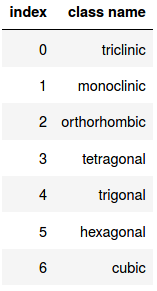 index class name
0 triclinic
1 monoclinic
2 orthorhombic
3 tetragonal
4 trigonal
5 hexagonal
6 cubic